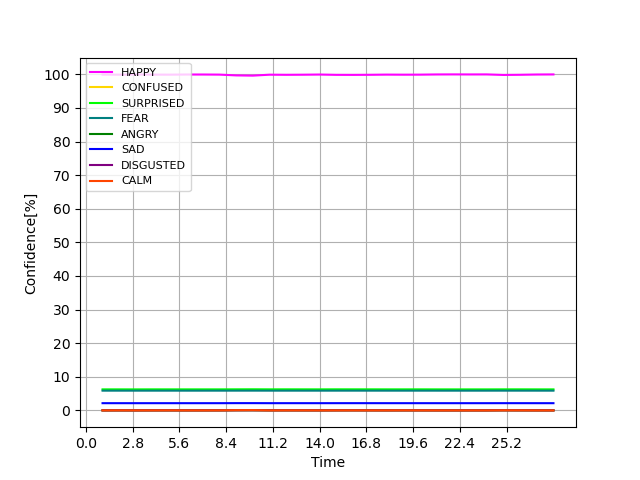 HAPPY
CONFUSED
SURPRISED
FEAR
ANGRY
SAD
DISGUSTED
CALM
100
90
80
70
60
50
40
30
20
10
0
Confidence[%]
0.0 2.8 5.6 8.4 11.2 14.0 16.8 19.6 22.4 25.2
Time